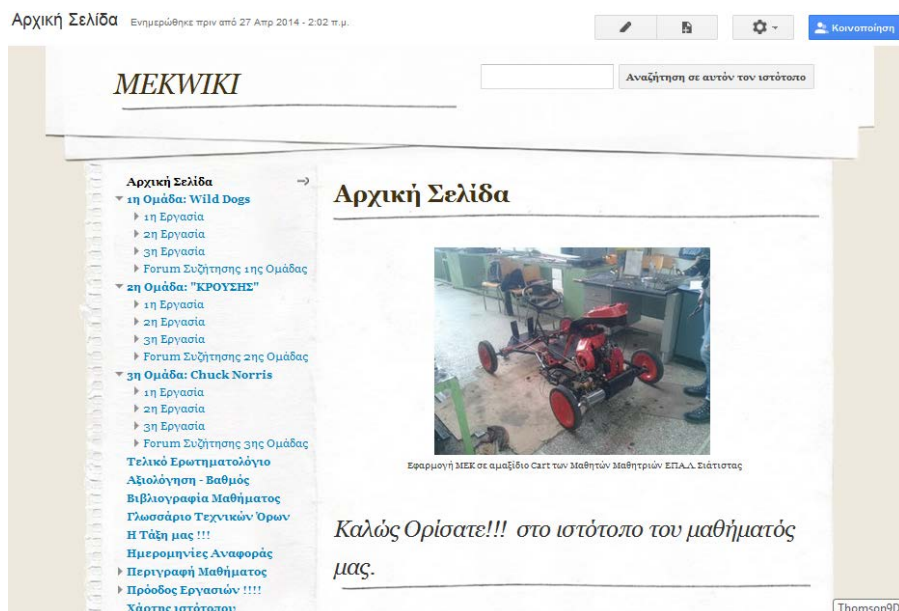 Αρχική Σελίδα Ενημερώθηκε πριν από 27 Απρ 2014 - 2:02 π.μ.
Κοινοποίηση
MEKWIKI
Αναζήτηση σε αυτόν τον ιστότοπο
Αρχική Σελίδα
1η Ομάδα: Wild Dogs
1η Εργασία
2η Εργασία
3η Εργασία
Forum Συζήτησης 1ης Ομάδας
2η Ομάδα: "ΚΡΟΥΣΗΣ"
1η Εργασία
2η Εργασία
3η Εργασία
Forum Συζήτησης 2ης Ομάδας
3η Ομάδα: Chuck Norris
1η Εργασία
2η Εργασία
3η Εργασία
Forum Συζήτησης 3ης Ομάδας
Τελικό Ερωτηματολόγιο
Αξιολόγηση - Βαθμός
Βιβλιογραφία Μαθήματος
Γλωσσάριο Τεχνικών Όρων
Η Τάξη μας !!!
Ημερομηνίες Αναφοράς
Περιγραφή Μαθήματος
Πρόοδος Εργασιών !!!!
Χάρτης ιστότοπου
Αρχική Σελίδα
Εφαρμογή ΜΕΚ σε αμαξίδιο Cart των Μαθητών Μαθητριών ΕΠΑ.Λ. Σιάτιστας
Καλώς Ορίσατε!!! στο ιστότοπο του μαθήματός
μας.
Thomson9D